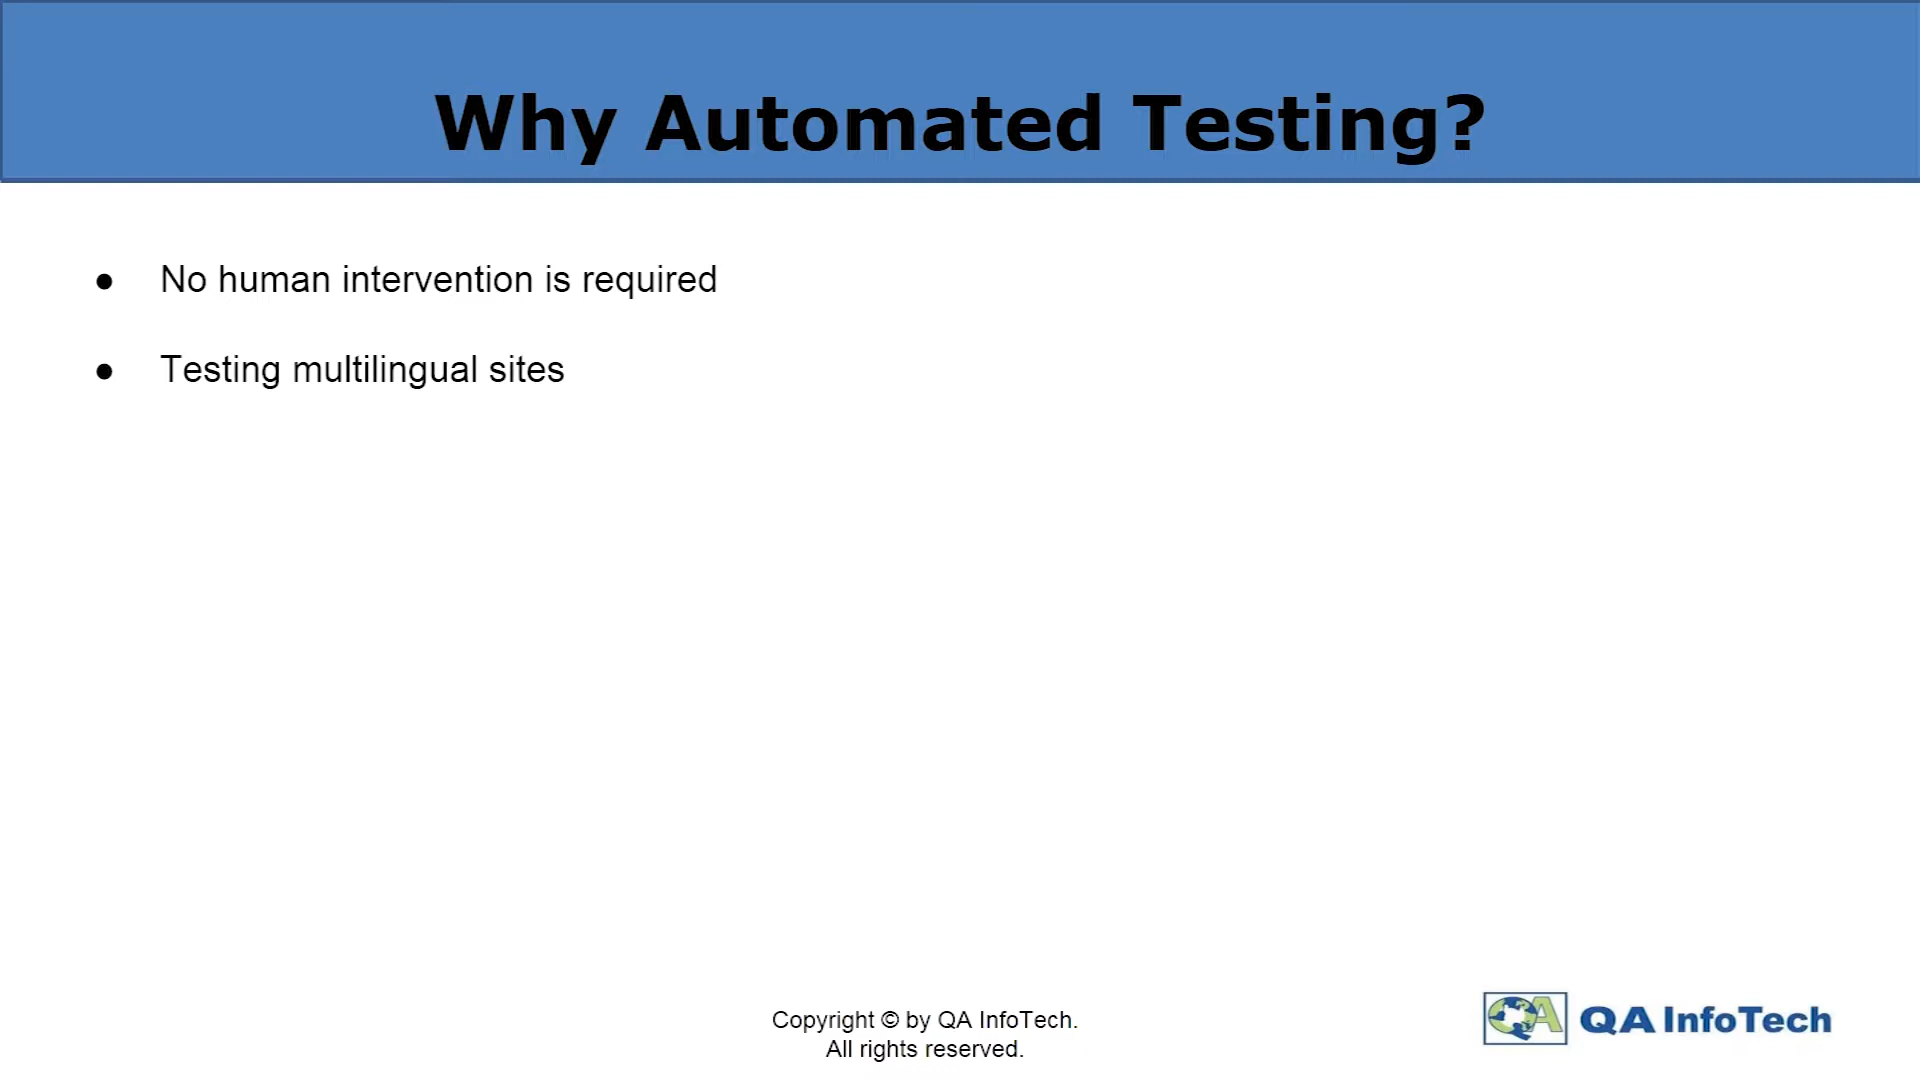 Why Automated Testing?
● No human intervention is required
● Testing multilingual sites
Copyright © by QA InfoTech.
All rights reserved.
QA QA InfoTech